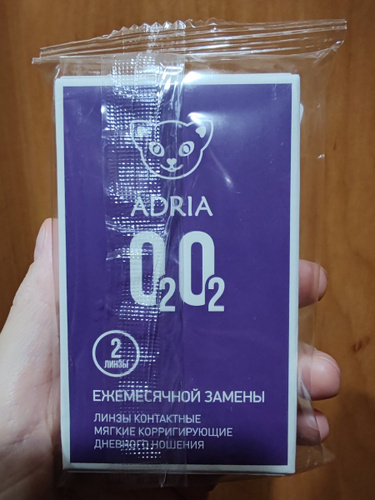 ADRIA
O2O2
2
ЛИНЗЫ
ЕЖЕМЕСЯЧНОЙ ЗАМЕНЫ
ЛИНЗЫ КОНТАКТНЫЕ
МЯГКИЕ КОРРИГИРУЮЩИЕ
ДНЕВНОГО НОШЕНИЯ